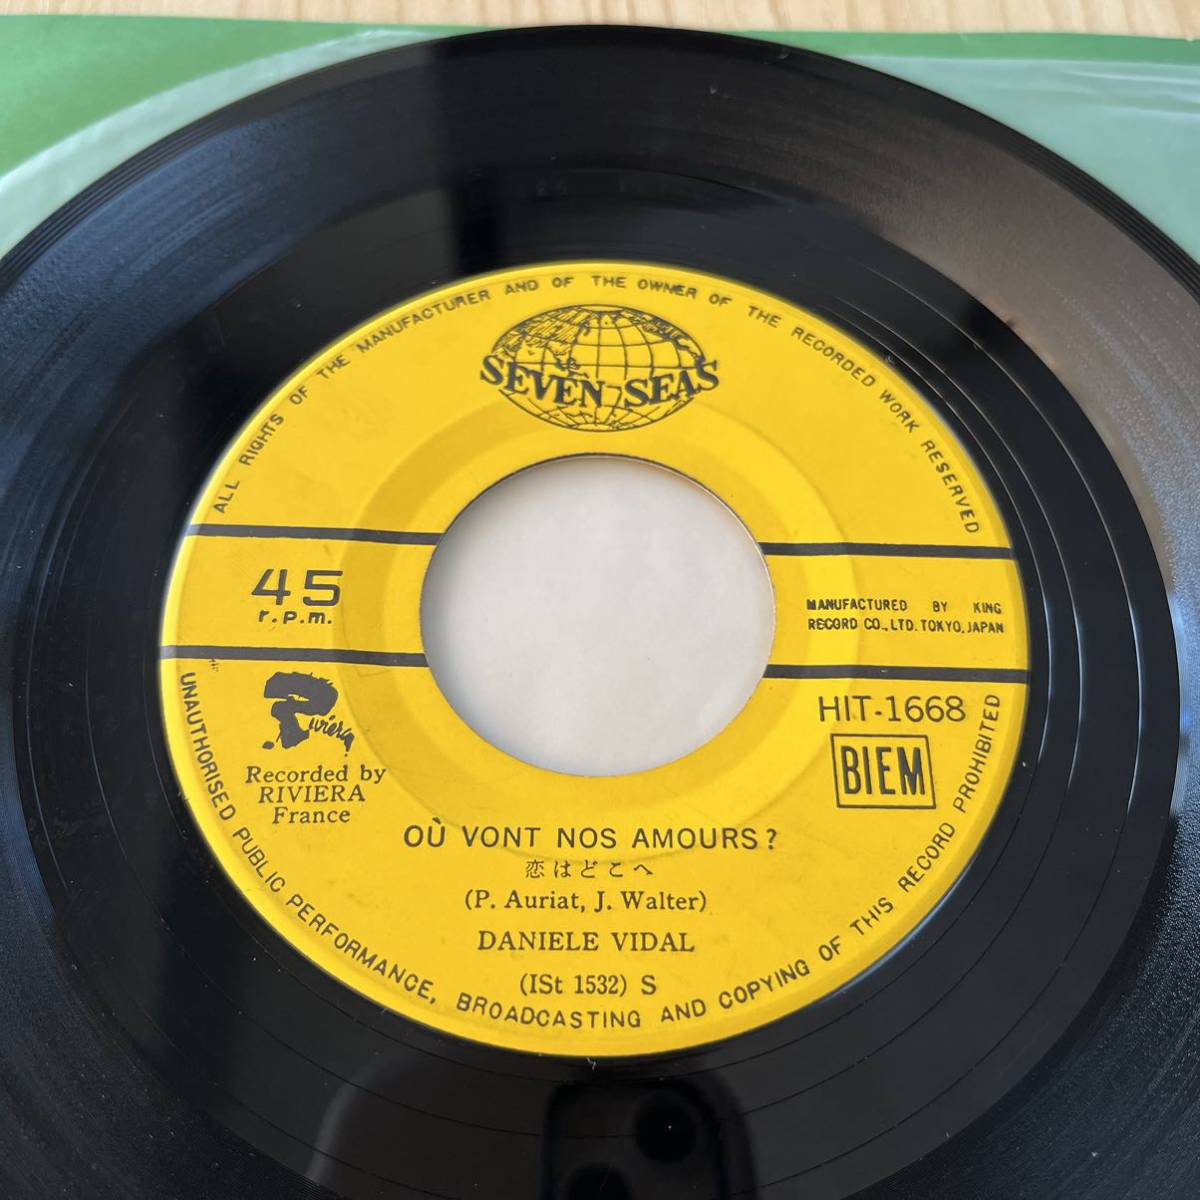 ALL RIGHTS OF THE MANUFACTURER AND OF THE OWNER OF THE RECORDED WORK RESERVED
SEVEN SEAS
45
r.p.m.
MANUFACTURED BY KING
RECORD CO., LTD. TOKYO, JAPAN
Riviera
Recorded by
RIVIERA
France
HIT-1668
BIEM
OÙ VONT NOS AMOURS?
恋はどこへ
(P. Auriat, J. Walter)
DANIELE VIDAL
(ISt 1532) S
UNAUTHORISED PUBLIC PERFORMANCE, BROADCASTING AND COPYING OF THIS RECORD PROHIBITED